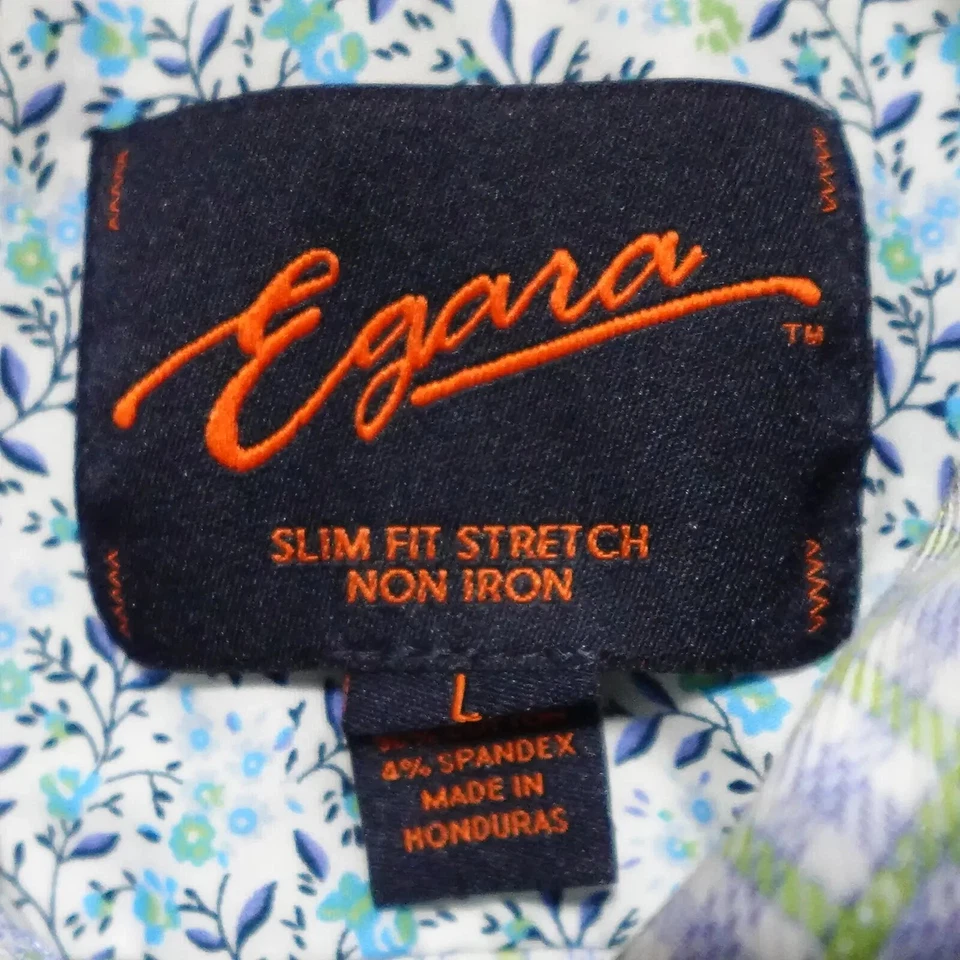 Egara
TM
SLIM FIT STRETCH
NON IRON
L
4% SPANDEX
MADE IN
HONDURAS